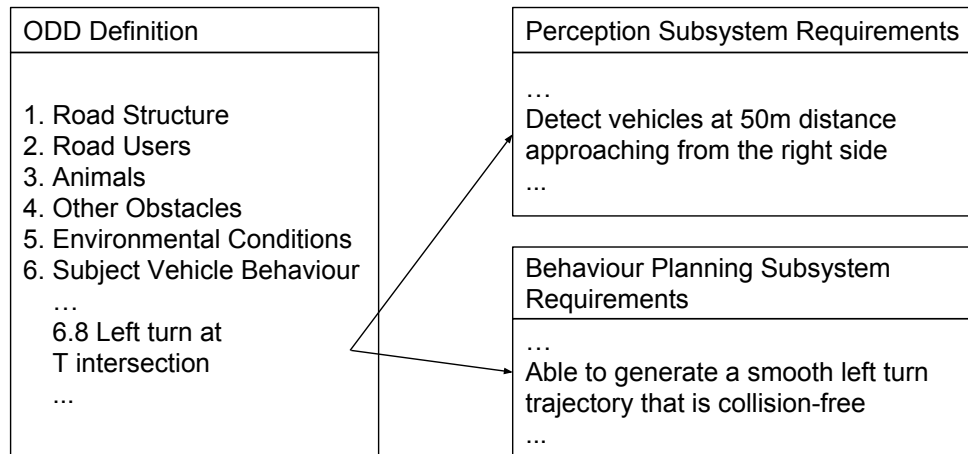 ODD Definition
1. Road Structure
2. Road Users
3. Animals
4. Other Obstacles
5. Environmental Conditions
6. Subject Vehicle Behaviour
…
6.8 Left turn at
T intersection
...
Perception Subsystem Requirements
…
Detect vehicles at 50m distance
approaching from the right side
...
Behaviour Planning Subsystem
Requirements
…
Able to generate a smooth left turn
trajectory that is collision-free
...